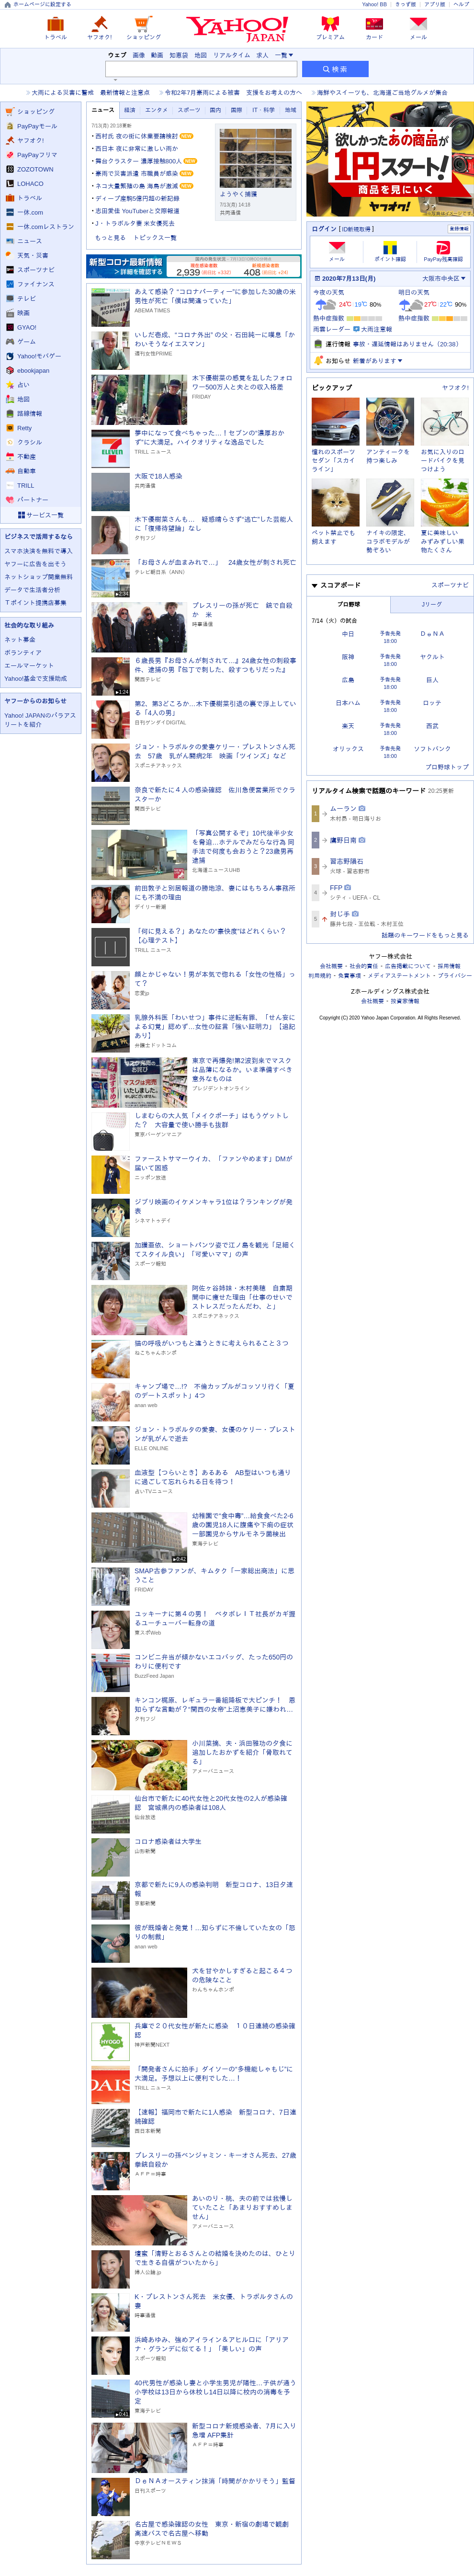 ホームページに設定する
Yahoo! BB
きっず版
アプリ版
ヘルプ
トラベル
ヤフオク!
ショッピング
YAHOO!
JAPAN
プレミアム
カード
メール
ウェブ
画像
動画
知恵袋
地図
リアルタイム
求人
一覧
検索
大雨による災害に警戒 最新情報と注意点
令和2年7月豪雨による被害 支援をお考えの方へ
海鮮やスイーツも、北海道ご当地グルメが集合
ショッピング
PayPayモール
ヤフオク!
PayPayフリマ
ZOZOTOWN
LOHACO
トラベル
一休.com
一休.comレストラン
ニュース
天気・災害
スポーツナビ
ファイナンス
テレビ
映画
GYAO!
ゲーム
Yahoo!モバゲー
ebookjapan
占い
地図
路線情報
Retty
クラシル
不動産
自動車
TRILL
パートナー
サービス一覧
ビジネスで活用するなら
スマホ決済を無料で導入
ヤフーに広告を出そう
ネットショップ開業無料
データで生活者分析
Tポイント提携店募集
社会的な取り組み
ネット募金
ボランティア
エールマーケット
Yahoo!基金で支援助成
ヤフーからのお知らせ
Yahoo! JAPANのパラアスリートを紹介
ニュース
経済
エンタメ
スポーツ
国内
国際
IT・科学
地域
7/13(月) 20:18更新
西村氏 夜の街に休業要請検討 NEW
西日本 夜に非常に激しい雨か
舞台クラスター 濃厚接触800人 NEW
豪雨で災害派遣 市職員が感染 NEW
ネコ大量繁殖の島 海鳥が激減 NEW
ディープ産駒5億円超の新記録
志田愛佳 YouTuberと交際報道
J・トラボルタ妻 米女優死去
もっと見る
トピックス一覧
ようやく捕獲
7/13(月) 14:18
共同通信
新型コロナ最新情報
詳細を確認する
2,939
408
あえて感染? “コロナパーティー”に参加した30歳の米男性が死亡「僕は間違っていた」
ABEMA TIMES
いしだ壱成、“コロナ外出” の父・石田純一に嘆息「かわいそうなイエスマン」
週刊女性PRIME
木下優樹菜の感覚を乱したフォロワー500万人と夫との収入格差
FRIDAY
夢中になって食べちゃった…！セブンの“濃厚おかず”に大満足。ハイクオリティな逸品でした
TRILL ニュース
大阪で18人感染
共同通信
木下優樹菜さんも… 疑惑晴らさず“逃亡”した芸能人に「復帰待望論」なし
夕刊フジ
「お母さんが血まみれで…」 24歳女性が刺され死亡
テレビ朝日系（ANN）
プレスリーの孫が死亡 銃で自殺か 米
時事通信
６歳長男『お母さんが刺されて…』24歳女性の刺殺事件、逮捕の男『包丁で刺した、殺すつもりだった』
関西テレビ
第2、第3どころか…木下優樹菜引退の裏で浮上している「4人の男」
日刊ゲンダイDIGITAL
ジョン・トラボルタの愛妻ケリー・プレストンさん死去 57歳 乳がん闘病2年 映画「ツインズ」など
スポニチアネックス
奈良で新たに４人の感染確認 佐川急便営業所でクラスターか
関西テレビ
「写真公開するぞ」10代後半少女を脅迫…ホテルでみだらな行為 同手法で何度も会おうと？23歳男再逮捕
北海道ニュースUHB
前田敦子と別居報道の勝地涼、妻にはもちろん事務所にも不満の理由
デイリー新潮
「何に見える？」あなたの“豪快度”はどれくらい？【心理テスト】
TRILL ニュース
顔とかじゃない！男が本気で惚れる「女性の性格」って？
恋愛jp
乳腺外科医「わいせつ」事件に逆転有罪、「せん妄による幻覚」認めず…女性の証言「強い証明力」【追記あり】
弁護士ドットコム
東京で再爆発!第2波到来でマスクは品薄になるか。いま準備すべき意外なものは
プレジデントオンライン
しまむらの大人気「メイクポーチ」はもうゲットした？ 大容量で使い勝手も抜群
東京バーゲンマニア
ファーストサマーウイカ、「ファンやめます」DMが届いて困惑
ニッポン放送
ジブリ映画のイケメンキャラ1位は？ランキングが発表
シネマトゥデイ
加護亜依、ショートパンツ姿で江ノ島を観光「足細くてスタイル良い」「可愛いママ」の声
スポーツ報知
阿佐ヶ谷姉妹・木村美穂 自粛期間中に痩せた理由「仕事のせいでストレスだったんだわ、と」
スポニチアネックス
猫の呼吸がいつもと違うときに考えられること３つ
ねこちゃんホンポ
キャンプ場で…!? 不倫カップルがコッソリ行く「夏のデートスポット」4つ
anan web
ジョン・トラボルタの愛妻、女優のケリー・プレストンが乳がんで逝去
ELLE ONLINE
血液型【つらいとき】あるある AB型はいつも通りに過ごして忘れられる日を待つ！
占いTVニュース
幼稚園で“食中毒”…給食食べた2-6歳の園児18人に腹痛や下痢の症状 一部園児からサルモネラ菌検出
東海テレビ
SMAP古参ファンが、キムタク「一家総出商法」に思うこと
FRIDAY
ユッキーナに第４の男！ ベタボレＩＴ社長がカギ握るユーチューバー転身の道
東スポWeb
コンビニ弁当が傾かないエコバッグ、たった650円のわりに便利です
BuzzFeed Japan
キンコン梶原、レギュラー番組降板で大ピンチ！ 恩知らずな言動が？“関西の女帝”上沼恵美子に嫌われ…
夕刊フジ
小川菜摘、夫・浜田雅功の夕食に追加したおかずを紹介「骨取れてる」
アメーバニュース
仙台市で新たに40代女性と20代女性の2人が感染確認 宮城県内の感染者は108人
仙台放送
コロナ感染者は大学生
山形新聞
京都で新たに9人の感染判明 新型コロナ、13日夕速報
京都新聞
彼が既婚者と発覚！…知らずに不倫していた女の「怒りの制裁」
anan web
犬を甘やかしすぎると起こる４つの危険なこと
わんちゃんホンポ
兵庫で２０代女性が新たに感染 １０日連続の感染確認
神戸新聞NEXT
「開発者さんに拍手」ダイソーの“多機能しゃもじ”に大満足。予想以上に便利でした…！
TRILL ニュース
【速報】福岡市で新たに1人感染 新型コロナ、7日連続確認
西日本新聞
プレスリーの孫ベンジャミン・キーオさん死去、27歳 拳銃自殺か
ＡＦＰ＝時事
あいのり・桃、夫の前では我慢していたこと「あまりおすすめしません」
アメーバニュース
壇蜜「清野とおるさんとの結婚を決めたのは、ひとりで生きる自信がついたから」
婦人公論.jp
K・プレストンさん死去 米女優、トラボルタさんの妻
時事通信
浜崎あゆみ、強めアイライン＆アヒル口に「アリアナ・グランデに似てる！」「美しい」の声
スポーツ報知
40代男性が感染し妻と小学生男児が陽性…子供が通う小学校は13日から休校し14日以降に校内の消毒を予定
東海テレビ
新型コロナ新規感染者、7月に入り急増 AFP集計
ＡＦＰ＝時事
ＤｅＮＡオースティン抹消「時間がかかりそう」監督
日刊スポーツ
名古屋で感染確認の女性 東京・新宿の劇場で観劇 高速バスで名古屋へ移動
中京テレビＮＥＷＳ
ヤフオク!
欲しかったあの商品が
1円スタート!
商品を見にいく
ログイン
[ID新規取得]
登録情報
メール
ポイント確認
PayPay残高確認
2020年7月13日(月)
大阪市中央区
今夜の天気
24℃ 19℃ 80%
熱中症指数
明日の天気
27℃ 22℃ 90%
熱中症指数
雨雲レーダー
大雨注意報
運行情報 事故・遅延情報はありません（20:38）
お知らせ 新着があります
ピックアップ
ヤフオク!
憧れのスポーツセダン「スカイライン」
アンティークを持つ楽しみ
お気に入りのロードバイクを見つけよう
ペット禁止でも飼えます
ナイキの限定、コラボモデルが勢ぞろい
夏に美味しい みずみずしい果物たくさん
スコアボード
スポーツナビ
プロ野球
Jリーグ
7/14（火）の試合
中日 予告先発 18:00 ＤｅＮＡ
阪神 予告先発 18:00 ヤクルト
広島 予告先発 18:00 巨人
日本ハム 予告先発 18:00 ロッテ
楽天 予告先発 18:00 西武
オリックス 予告先発 18:00 ソフトバンク
プロ野球トップ
リアルタイム検索で話題のキーワード 20:25更新
1 ムーラン
木村昴 - 明日海りお
2 鷹野日南
3 習志野隕石
火球 - 習志野市
4 FFP
シティ - UEFA - CL
5 封じ手
藤井七段 - 王位戦 - 木村王位
話題のキーワードをもっと見る
ヤフー株式会社
会社概要・社会的責任・広告掲載について・採用情報
利用規約・免責事項・メディアステートメント・プライバシー
Zホールディングス株式会社
会社概要・投資家情報
Copyright (C) 2020 Yahoo Japan Corporation. All Rights Reserved.